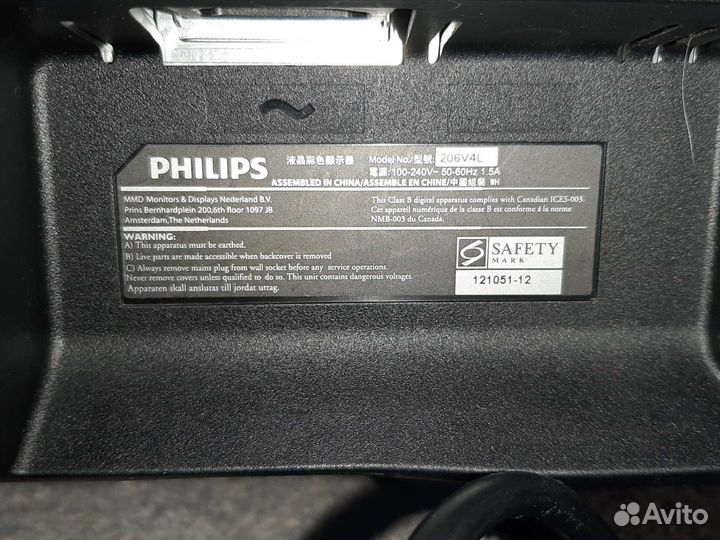 ~
PHILIPS 液晶彩色顯示器 Model No./型號: 206V4L
電源:100-240V~ 50-60Hz 1.5A
ASSEMBLED IN CHINA/ASSEMBLE EN CHINE/中國組裝 WH
MMD Monitors & Displays Nederland B.V.
Prins Bernhardplein 200,6th floor 1097 JB
Amsterdam,The Netherlands
This Class B digital apparatus complies with Canadian ICES-003.
Cet appareil numérique de la classe B est conforme á la norme
NMB-003 du Canada.
WARNING:
A) This apparatus must be earthed.
B) Live parts are made accessible when backcover is removed
C) Always remove mains plug from wall socket before any service operations.
Never remove covers unless qualified to do so. This unit contains dangerous voltages.
Apparaten skall anslutas till jordat uttag.
S SAFETY
MARK
121051-12
Avito